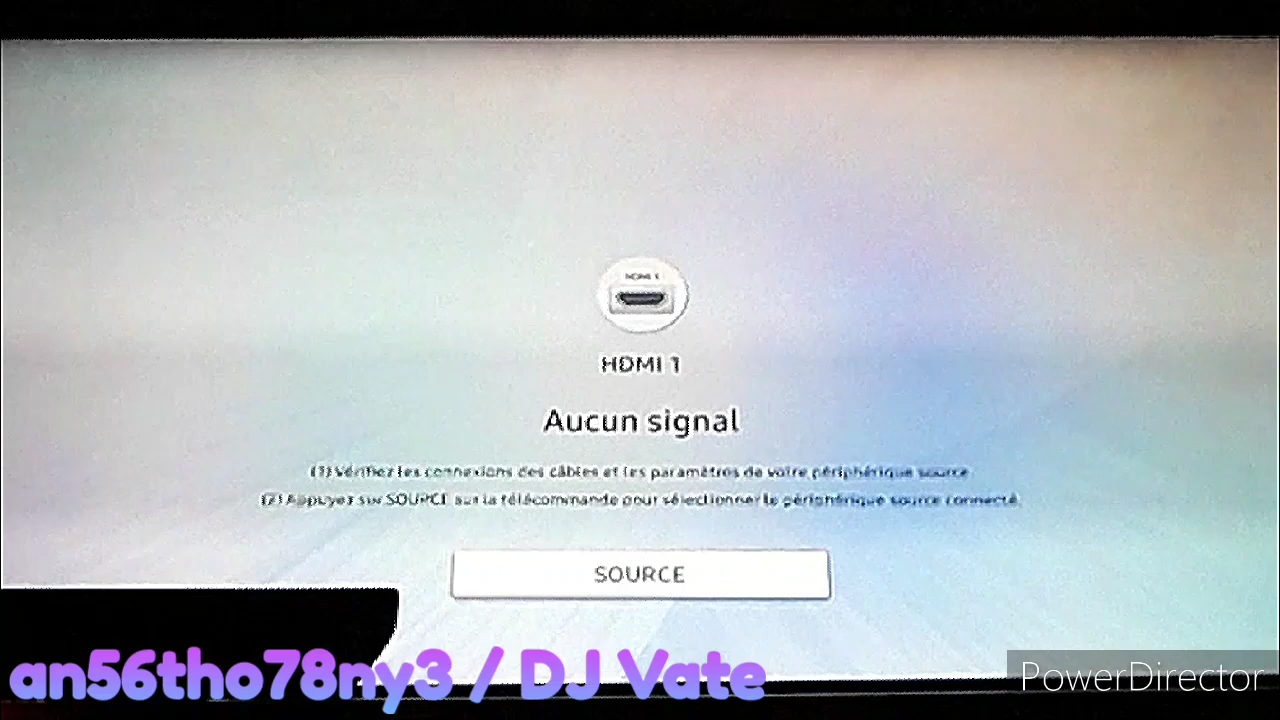 HDMI 1
HDMI 1
Aucun signal
(1) Vérifiez les connexions des câbles et les paramètres de votre périphérique source.
(2) Appuyez sur SOURCE sur la télécommande pour sélectionner le périphérique source connecté.
SOURCE
an56tho78ny3 / DJ Vate
PowerDirector